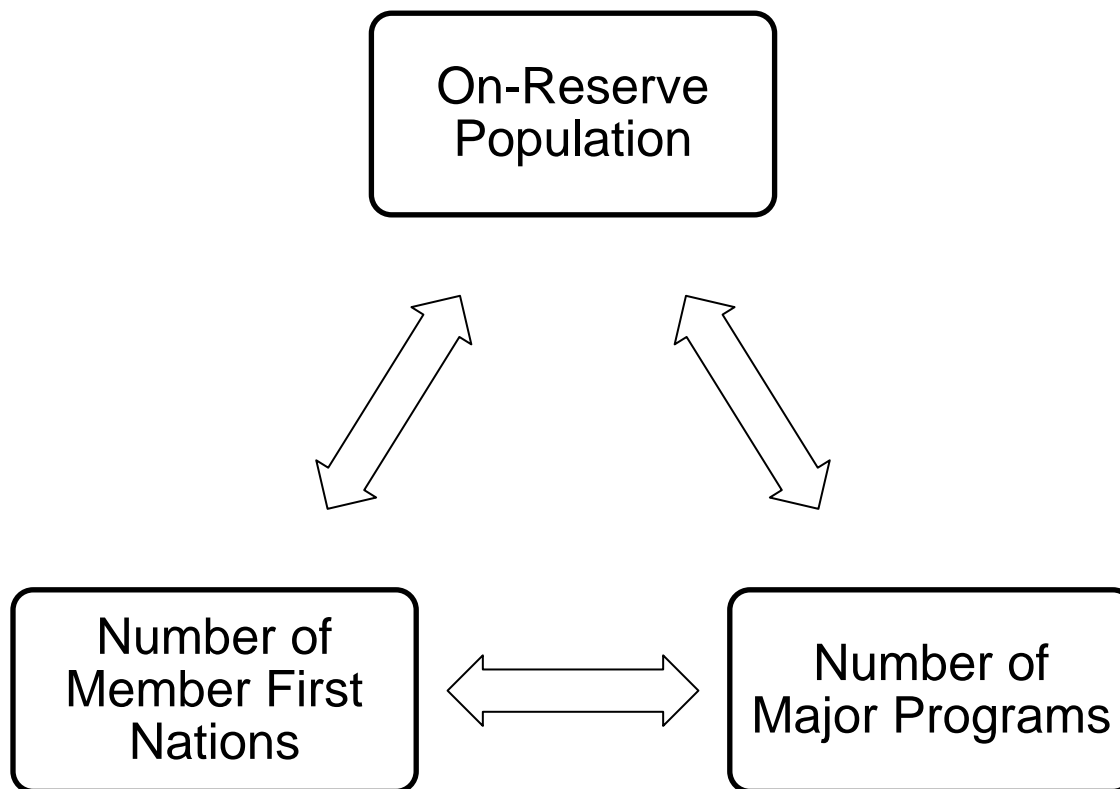 On-Reserve
Population
Number of
Member First
Nations
Number of
Major Programs